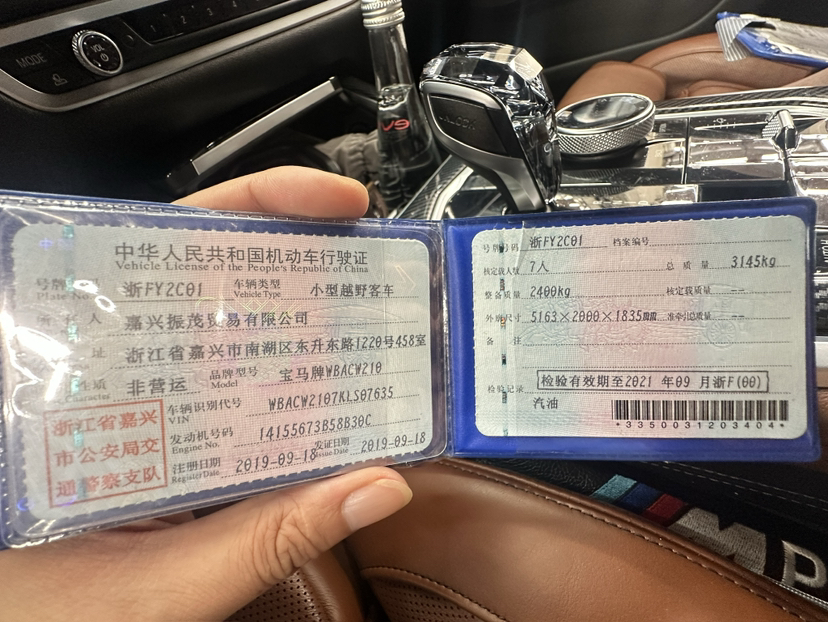 MODE
VOL
1 2 3 4
中华人民共和国机动车行驶证
Vehicle License of the People's Republic of China
号牌号码 浙FY2C01 车辆类型 小型越野客车
Plate No. Vehicle Type
所有人 嘉兴振茂贸易有限公司
址 浙江省嘉兴市南湖区东升东路1220号458室
性质 非营运 品牌型号 宝马牌WBACW210
Character Model
浙江省嘉兴
市公安局交
通警察支队
车辆识别代号 WBACW2107KLS07635
VIN
发动机号码 14155673B58B30C
Engine No.
注册日期 2019-09-18 发证日期 2019-09-18
Register Date Issue Date
号牌号码 浙FY2C01 档案编号
核定载人数 7人 总质量 3145kg
整备质量 2400kg 核定载质量 --
外廓尺寸 5163×2000×1835mm 准牵引总质量 --
备注
检验记录 检验有效期至2021 年09 月浙F(00)
汽油
*3350031203404*
MP